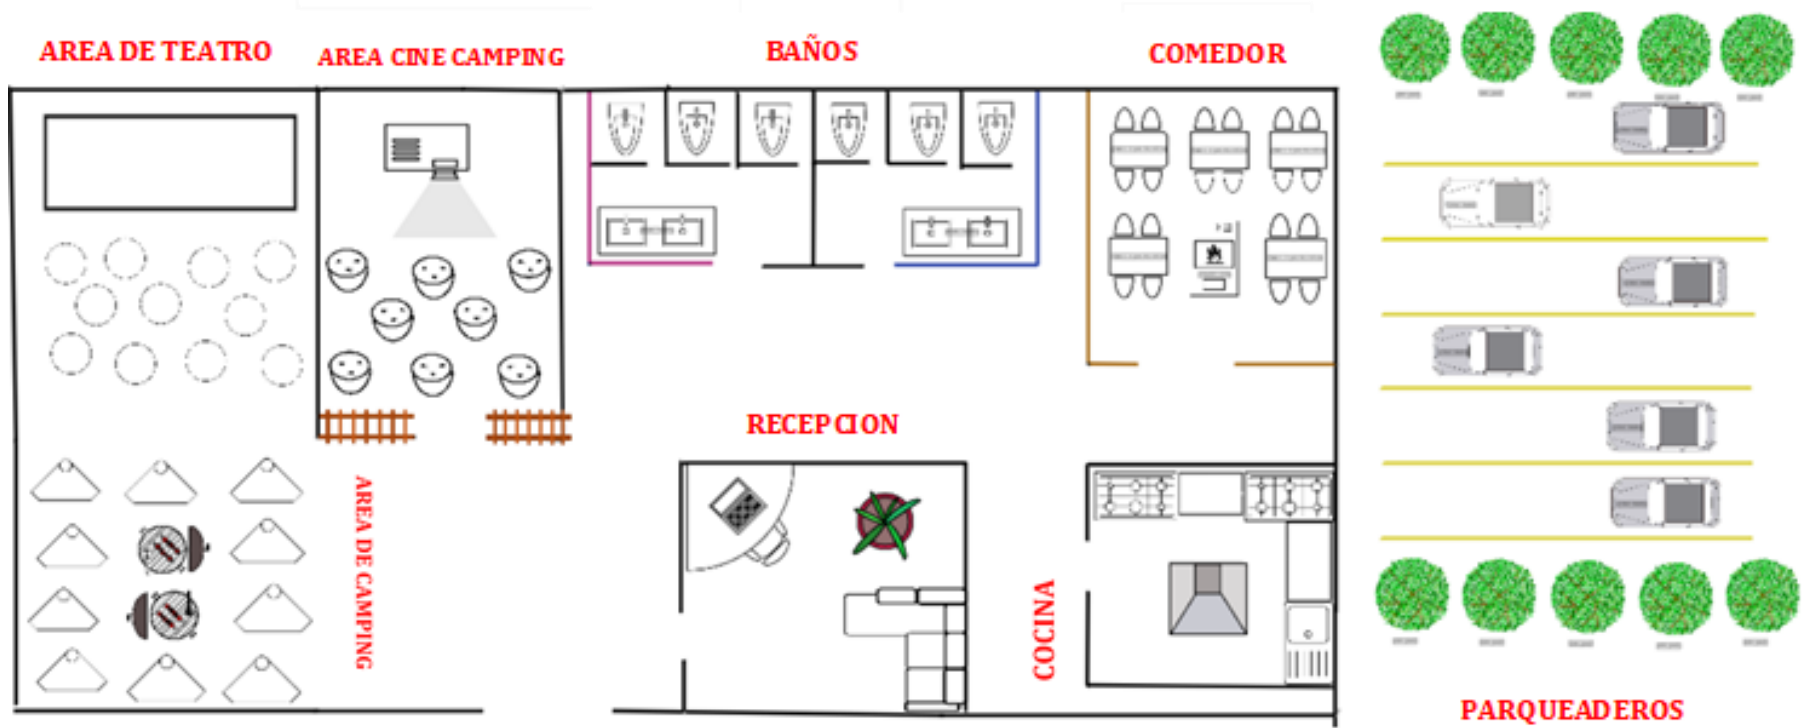 AREA DE TEATRO
AREA CINE CAMPING
BAÑOS
COMEDOR
RECEPCION
AREA DE CAMPING
COCINA
PARQUEADEROS